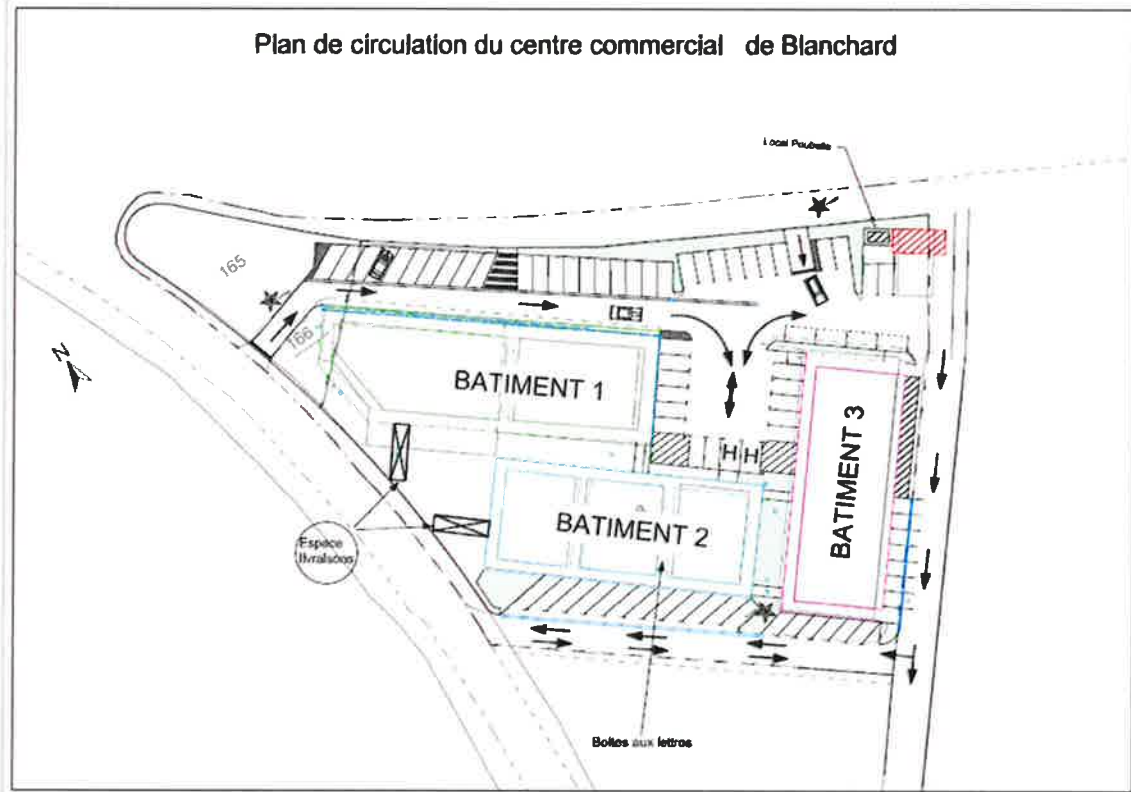 Plan de circulation du centre commercial de Blanchard
Local Poubelle
165
166
N
BATIMENT 1
H H
BATIMENT 2
BATIMENT 3
Espace
livraisons
Boîtes aux lettres